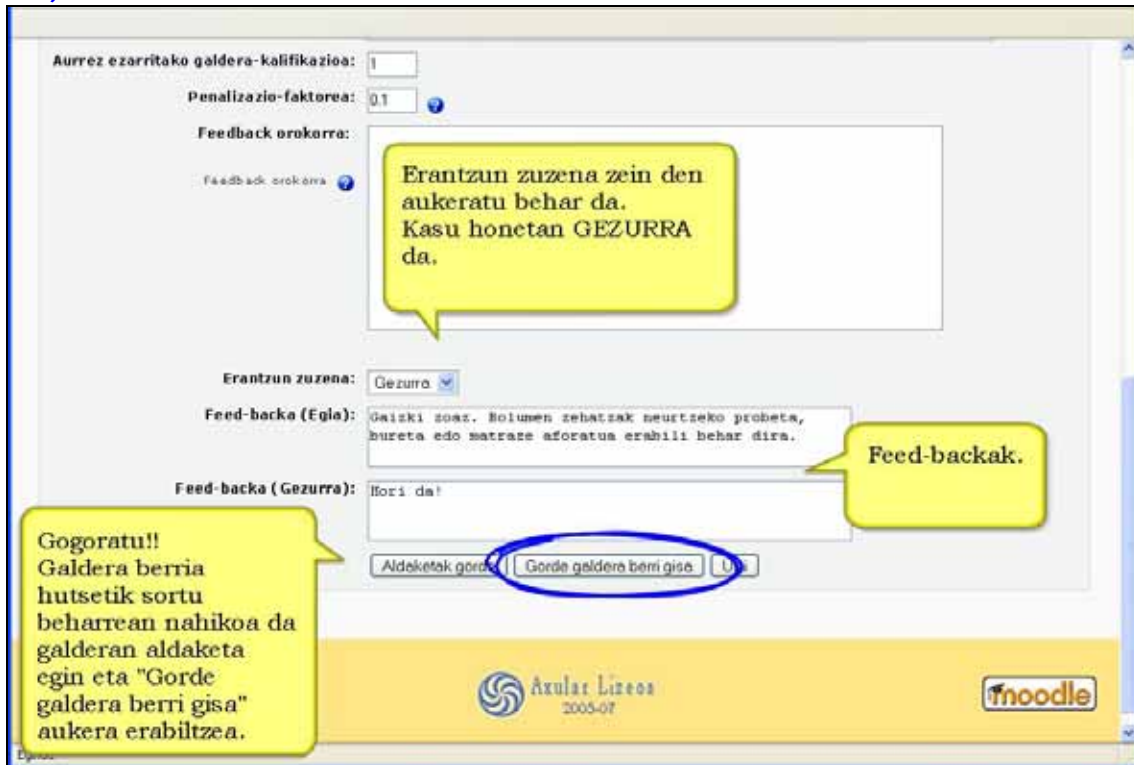 Aurrez ezarritako galdera-kalifikazioa: 1
Penalizazio-faktorea: 0.1
Feedback orokorra:
Feedback orokorra
Erantzun zuzena zein den
aukeratu behar da.
Kasu honetan GEZURRA
da.
Erantzun zuzena: Gezurra
Feed-backa (Egia): Gaizki zoaz. Bolumen zehatzak neurtzeko probeta,
bureta edo matraze aforatua erabili behar dira.
Feed-backak.
Feed-backa (Gezurra): Hori da!
Gogoratu!!
Galdera berria
hutsetik sortu
beharrean nahikoa da
galderan aldaketa
egin eta "Gorde
galdera berri gisa"
aukera erabiltzea.
Aldaketak gorde Gorde galdera berri gisa
Axular Lizeoa
2005-07
moodle